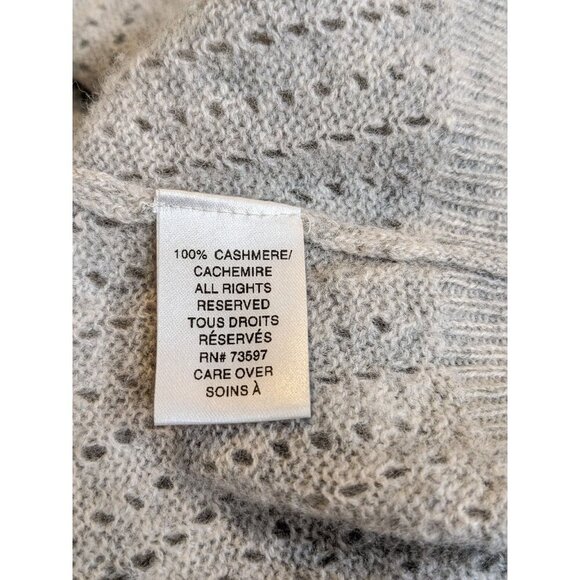 100% CASHMERE/
CACHEMIRE
ALL RIGHTS
RESERVED
TOUS DROITS
RÉSERVÉS
RN# 73597
CARE OVER
SOINS À